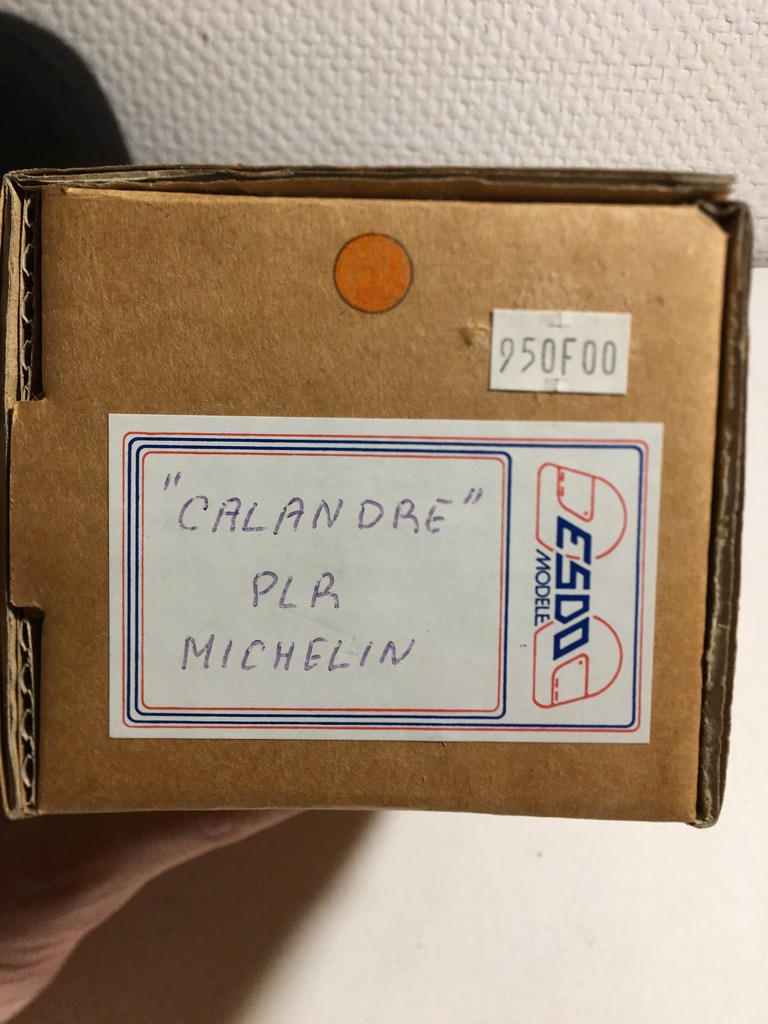 950F00
"CALANDRE"
PLR
MICHELIN
ESDO
MODELE